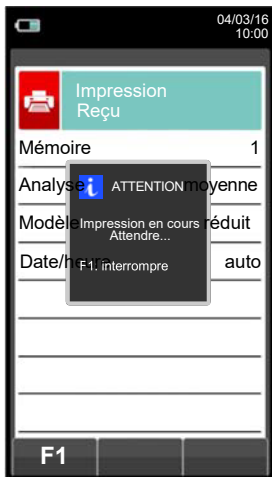 04/03/16
10:00
Impression
Reçu
Mémoire 1
Analyse moyenne
Modèle réduit
Date/heure auto
i ATTENTION
Impression en cours
Attendre...
F1. interrompre
F1